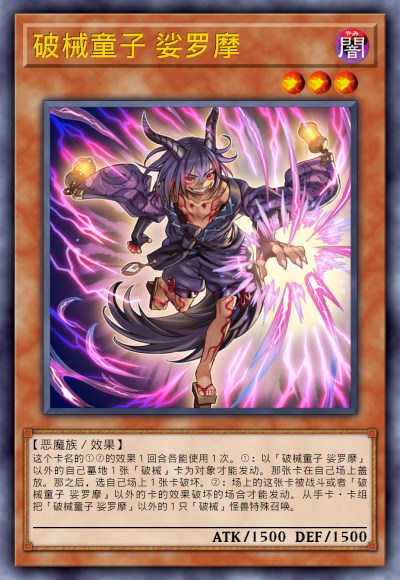 破械童子 娑罗摩
やみ
闇
【恶魔族／效果】
这个卡名的①②的效果1回合各能使用1次。①：以「破械童子 娑罗摩」
以外的自己墓地1张「破械」卡为对象才能发动。那张卡在自己场上盖
放。那之后，选自己场上1张卡破坏。②：场上的这张卡被战斗或者「破
械童子 娑罗摩」以外的卡的效果破坏的场合才能发动。从手卡·卡组
把「破械童子 娑罗摩」以外的1只「破械」怪兽特殊召唤。
ATK/1500 DEF/1500